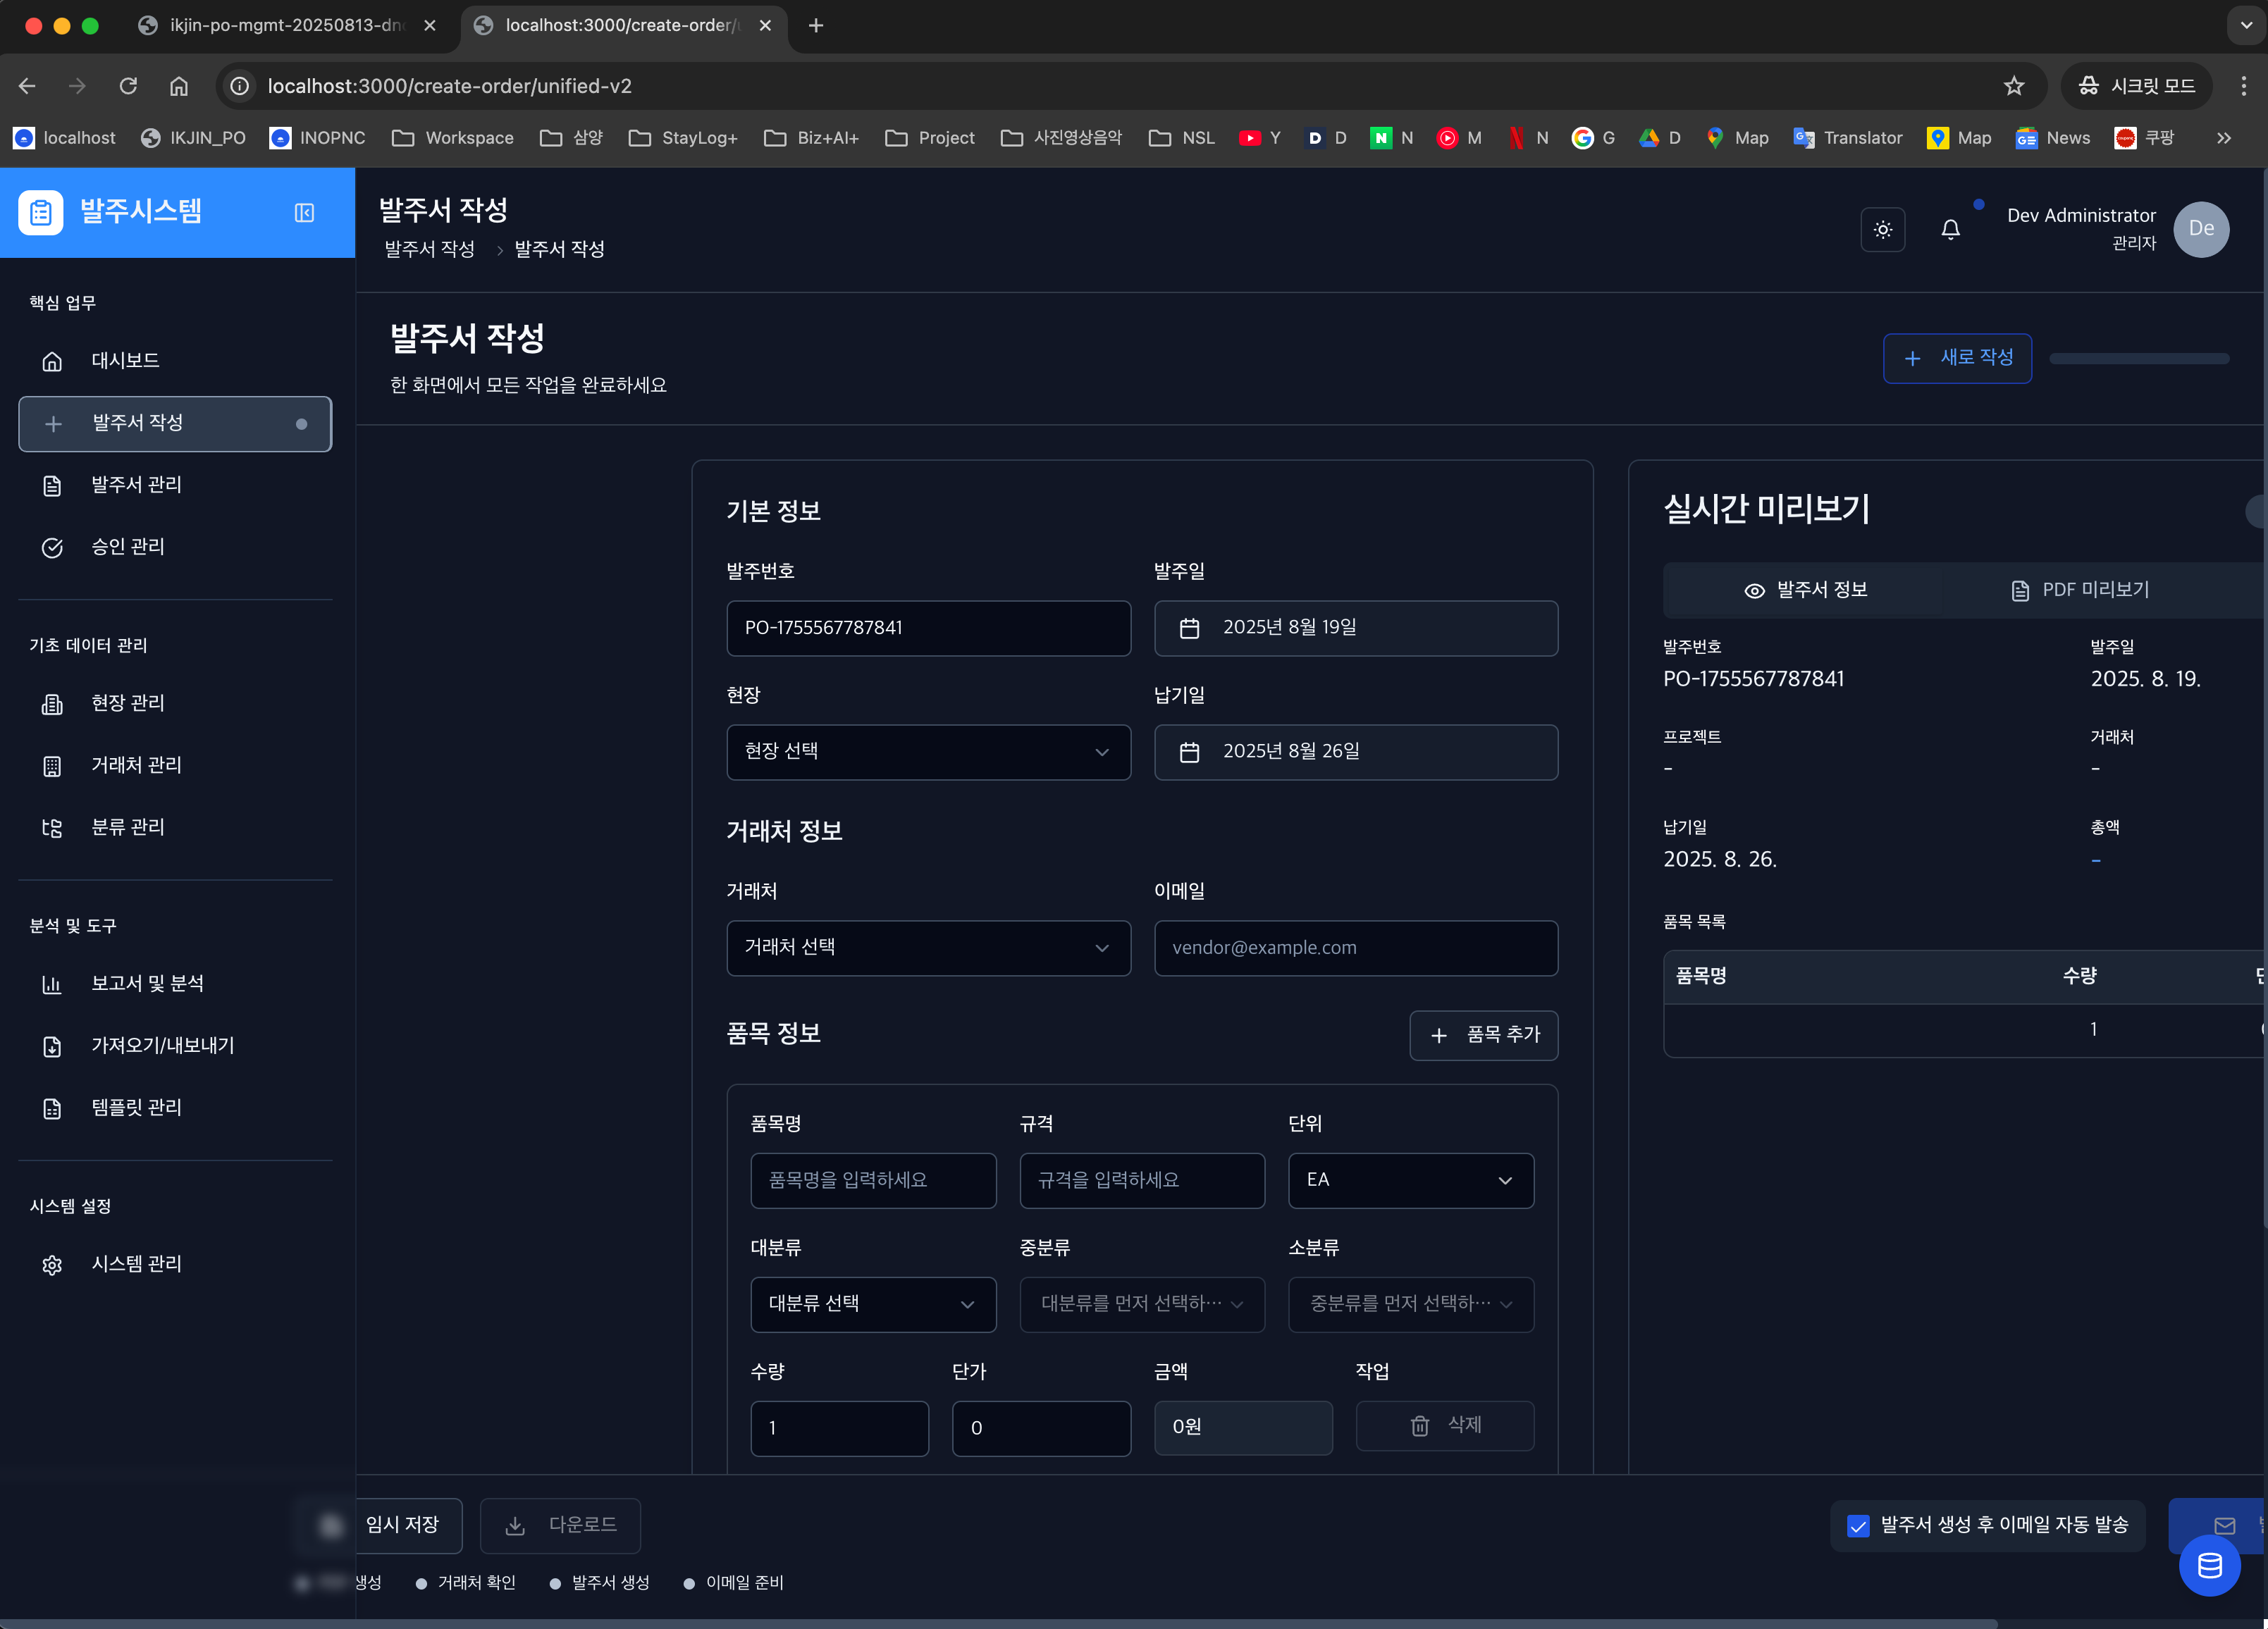 ikjin-po-mgmt-20250813-dn
localhost:3000/create-order/u
localhost:3000/create-order/unified-v2
시크릿 모드
localhost
IKJIN_PO
INOPNC
Workspace
삼양
StayLog+
Biz+AI+
Project
사진영상음악
NSL
Y
D
N
M
N
G
D
Map
Translator
Map
News
쿠팡
발주시스템
핵심 업무
대시보드
발주서 작성
발주서 관리
승인 관리
기초 데이터 관리
현장 관리
거래처 관리
분류 관리
분석 및 도구
보고서 및 분석
가져오기/내보내기
템플릿 관리
시스템 설정
시스템 관리
발주서 작성
발주서 작성 > 발주서 작성
Dev Administrator
관리자
De
발주서 작성
한 화면에서 모든 작업을 완료하세요
새로 작성
기본 정보
발주번호
발주일
PO-1755567787841
2025년 8월 19일
현장
납기일
현장 선택
2025년 8월 26일
거래처 정보
거래처
이메일
거래처 선택
vendor@example.com
품목 정보
품목 추가
품목명
규격
단위
품목명을 입력하세요
규격을 입력하세요
EA
대분류
중분류
소분류
대분류 선택
대분류를 먼저 선택하…
중분류를 먼저 선택하…
수량
단가
금액
작업
1
0
0원
삭제
실시간 미리보기
발주서 정보
PDF 미리보기
발주번호
발주일
PO-1755567787841
2025. 8. 19.
프로젝트
거래처
-
-
납기일
총액
2025. 8. 26.
-
품목 목록
품목명
수량
1
임시 저장
다운로드
발주서 생성 후 이메일 자동 발송
생성
거래처 확인
발주서 생성
이메일 준비